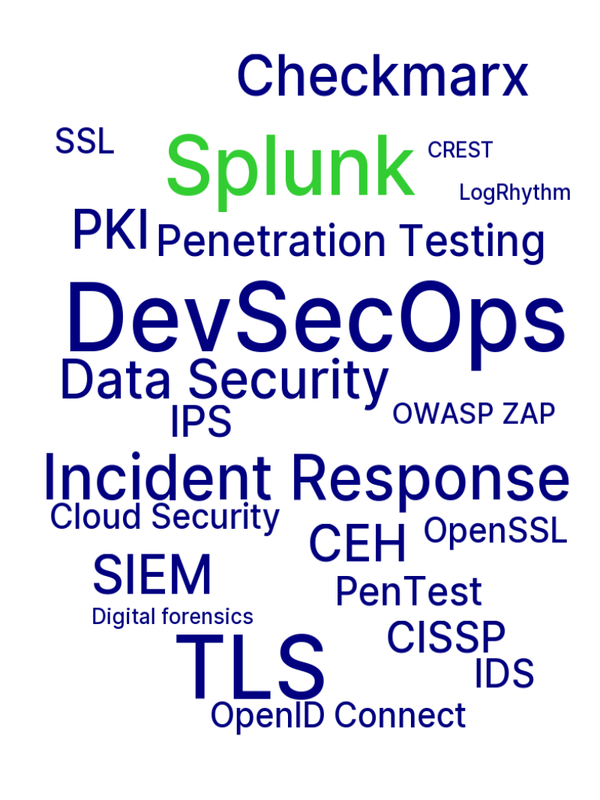 Checkmarx
SSL
Splunk
CREST
LogRhythm
PKI
Penetration Testing
DevSecOps
Data Security
IPS
OWASP ZAP
Incident Response
Cloud Security
CEH
OpenSSL
SIEM
PenTest
Digital forensics
CISSP
TLS
IDS
OpenID Connect